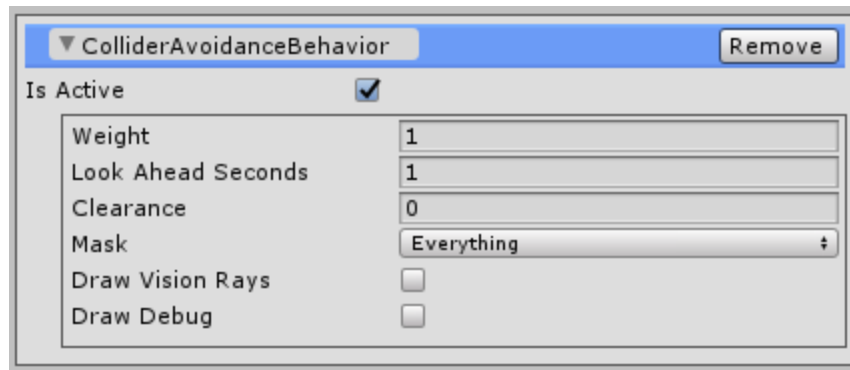 ColliderAvoidanceBehavior Remove
Is Active
Weight 1
Look Ahead Seconds 1
Clearance 0
Mask Everything
Draw Vision Rays
Draw Debug